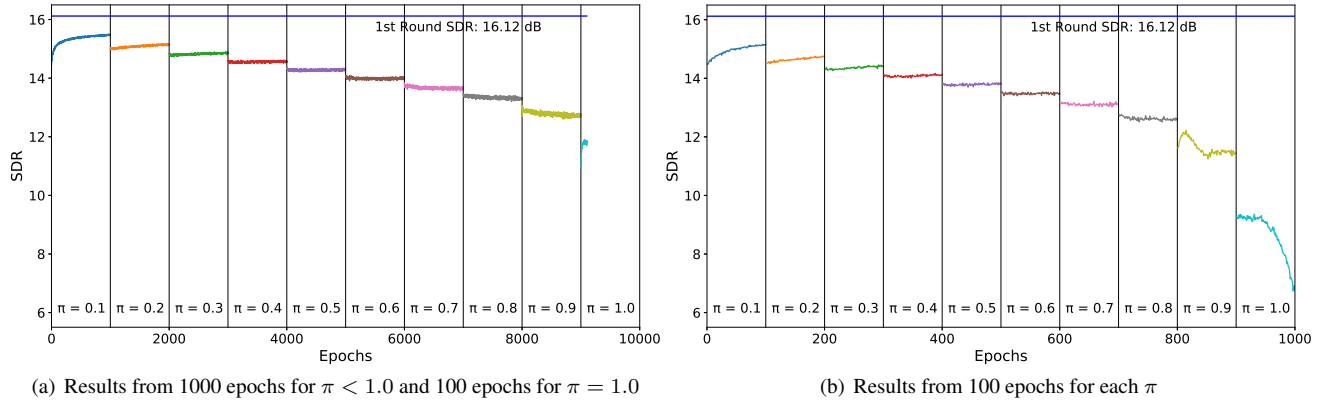 1st Round SDR: 16.12 dB
SDR
16
14
12
10
8
6
π = 0.1 π = 0.2 π = 0.3 π = 0.4 π = 0.5 π = 0.6 π = 0.7 π = 0.8 π = 0.9 π = 1.0
0 2000 4000 6000 8000 10000
Epochs
(a) Results from 1000 epochs for π < 1.0 and 100 epochs for π = 1.0
1st Round SDR: 16.12 dB
SDR
16
14
12
10
8
6
π = 0.1 π = 0.2 π = 0.3 π = 0.4 π = 0.5 π = 0.6 π = 0.7 π = 0.8 π = 0.9 π = 1.0
0 200 400 600 800 1000
Epochs
(b) Results from 100 epochs for each π